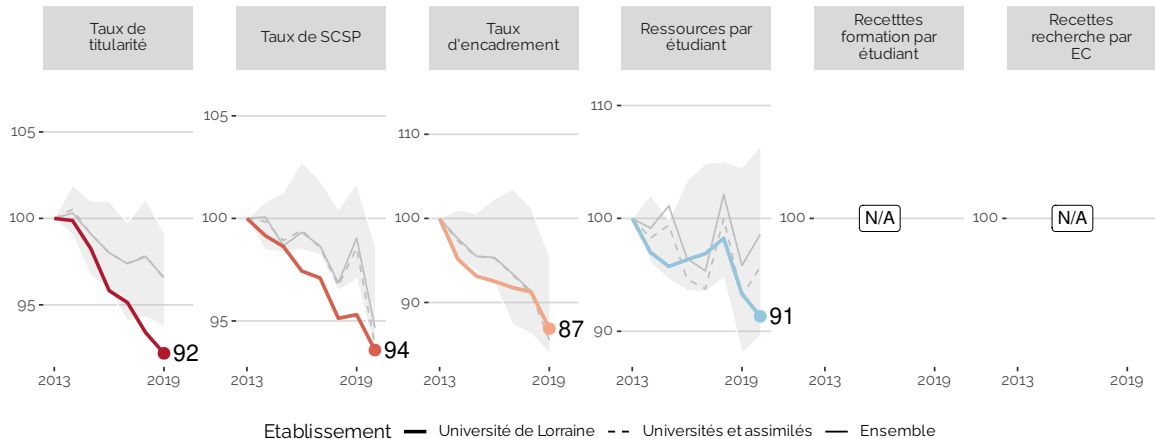 Taux de
titularité
Taux de SCSP
Taux
d'encadrement
Ressources par
étudiant
Recetttes
formation par
étudiant
Recettes
recherche par
EC
105
100
95
92
2013
2019
105
100
95
94
2013
2019
110
100
90
87
2013
2019
110
100
90
91
2013
2019
100
N/A
2013
2019
100
N/A
2013
2019
Etablissement Université de Lorraine Universités et assimilés Ensemble